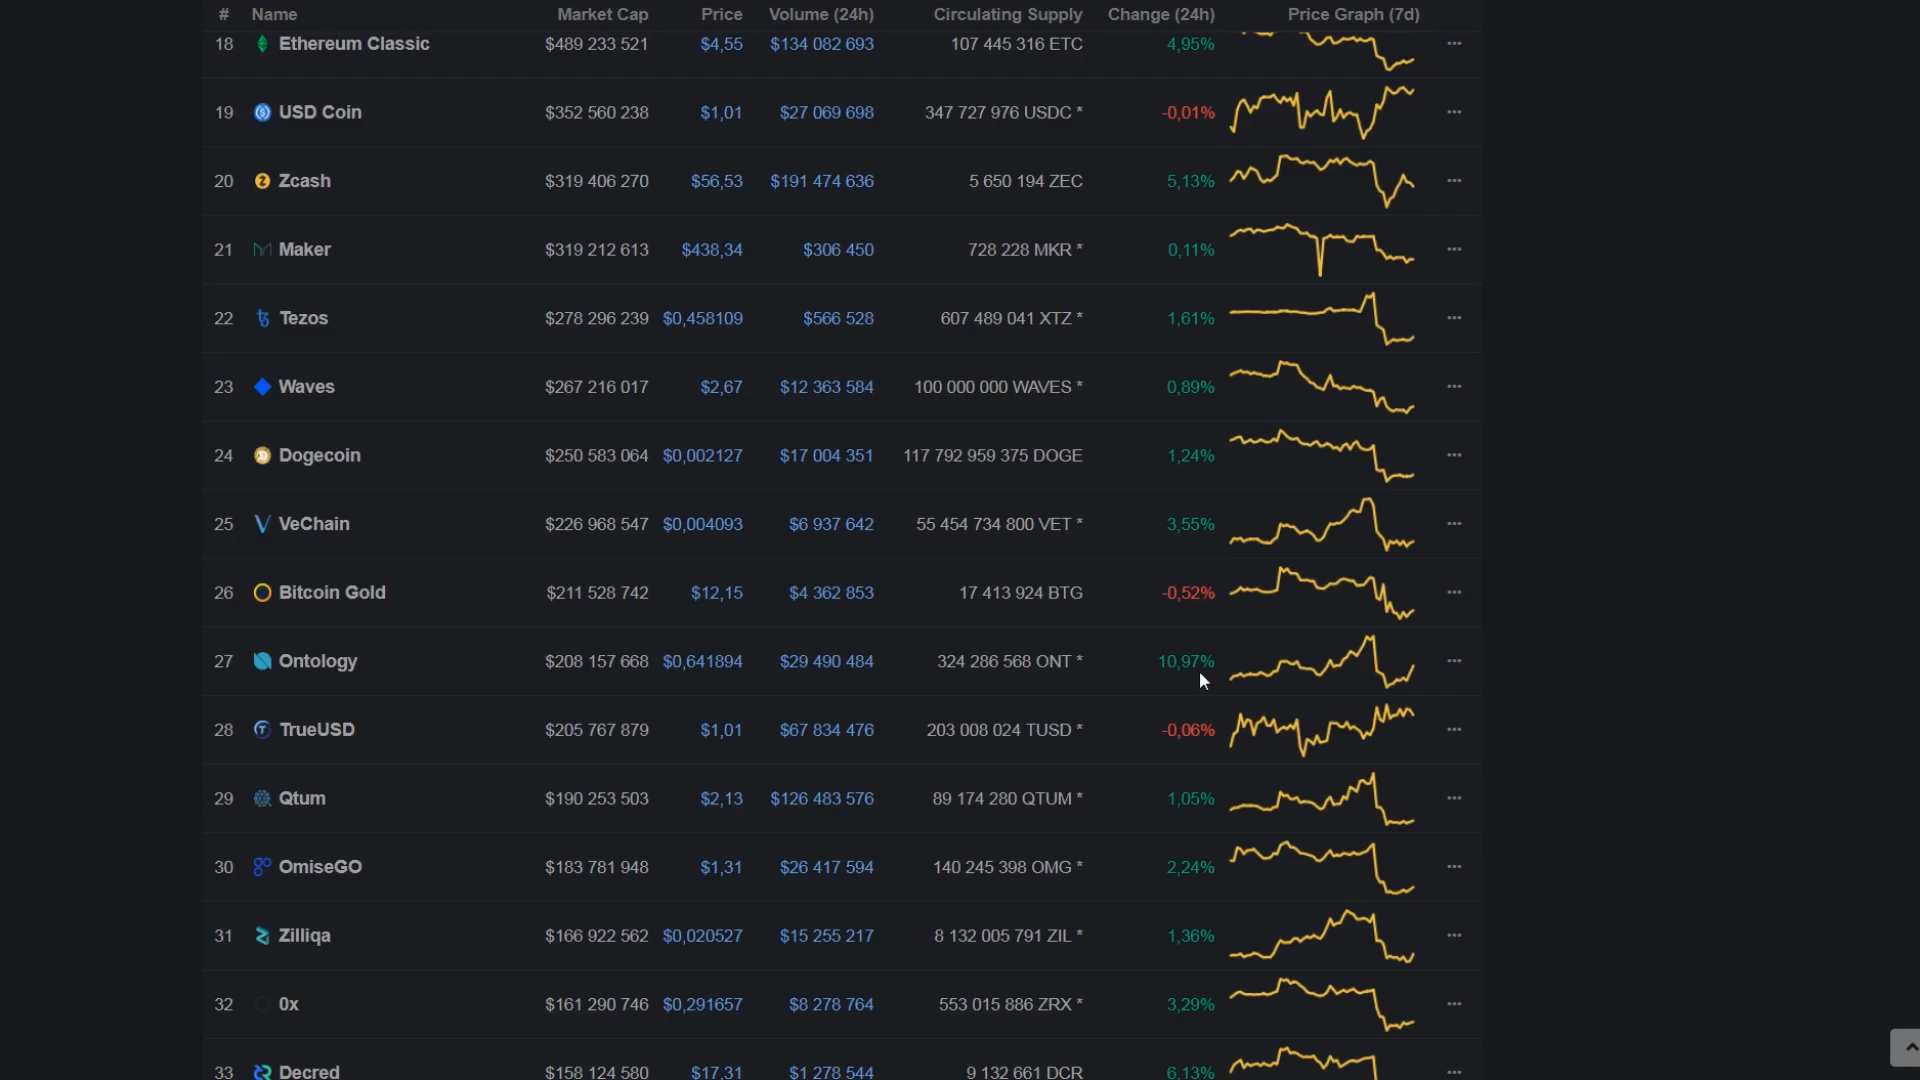 # Name Market Cap Price Volume (24h) Circulating Supply Change (24h) Price Graph (7d)
18 Ethereum Classic $489 233 521 $4,55 $134 082 693 107 445 316 ETC 4,95% ...
19 USD Coin $352 560 238 $1,01 $27 069 698 347 727 976 USDC * -0,01% ...
20 Zcash $319 406 270 $56,53 $191 474 636 5 650 194 ZEC 5,13% ...
21 Maker $319 212 613 $438,34 $306 450 728 228 MKR * 0,11% ...
22 Tezos $278 296 239 $0,458109 $566 528 607 489 041 XTZ * 1,61% ...
23 Waves $267 216 017 $2,67 $12 363 584 100 000 000 WAVES * 0,89% ...
24 Dogecoin $250 583 064 $0,002127 $17 004 351 117 792 959 375 DOGE 1,24% ...
25 VeChain $226 968 547 $0,004093 $6 937 642 55 454 734 800 VET * 3,55% ...
26 Bitcoin Gold $211 528 742 $12,15 $4 362 853 17 413 924 BTG -0,52% ...
27 Ontology $208 157 668 $0,641894 $29 490 484 324 286 568 ONT * 10,97% ...
28 TrueUSD $205 767 879 $1,01 $67 834 476 203 008 024 TUSD * -0,06% ...
29 Qtum $190 253 503 $2,13 $126 483 576 89 174 280 QTUM * 1,05% ...
30 OmiseGO $183 781 948 $1,31 $26 417 594 140 245 398 OMG * 2,24% ...
31 Zilliqa $166 922 562 $0,020527 $15 255 217 8 132 005 791 ZIL * 1,36% ...
32 0x $161 290 746 $0,291657 $8 278 764 553 015 886 ZRX * 3,29% ...
33 Decred $158 124 580 $17,31 $1 278 544 9 132 661 DCR 6,13% ...